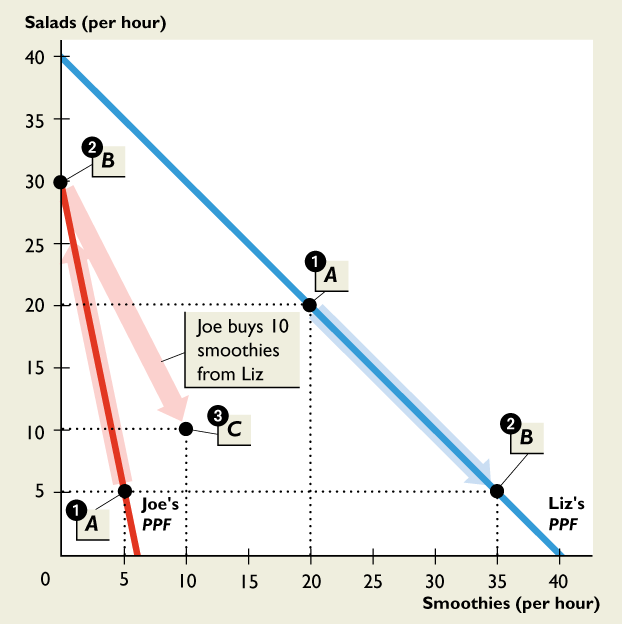 Salads (per hour)
40
35
2
B
30
1
A
25
20
Joe buys 10
smoothies
from Liz
15
3
C
10
2
B
5
1
A
Joe's
PPF
Liz's
PPF
0
5
10
15
20
25
30
35
40
Smoothies (per hour)